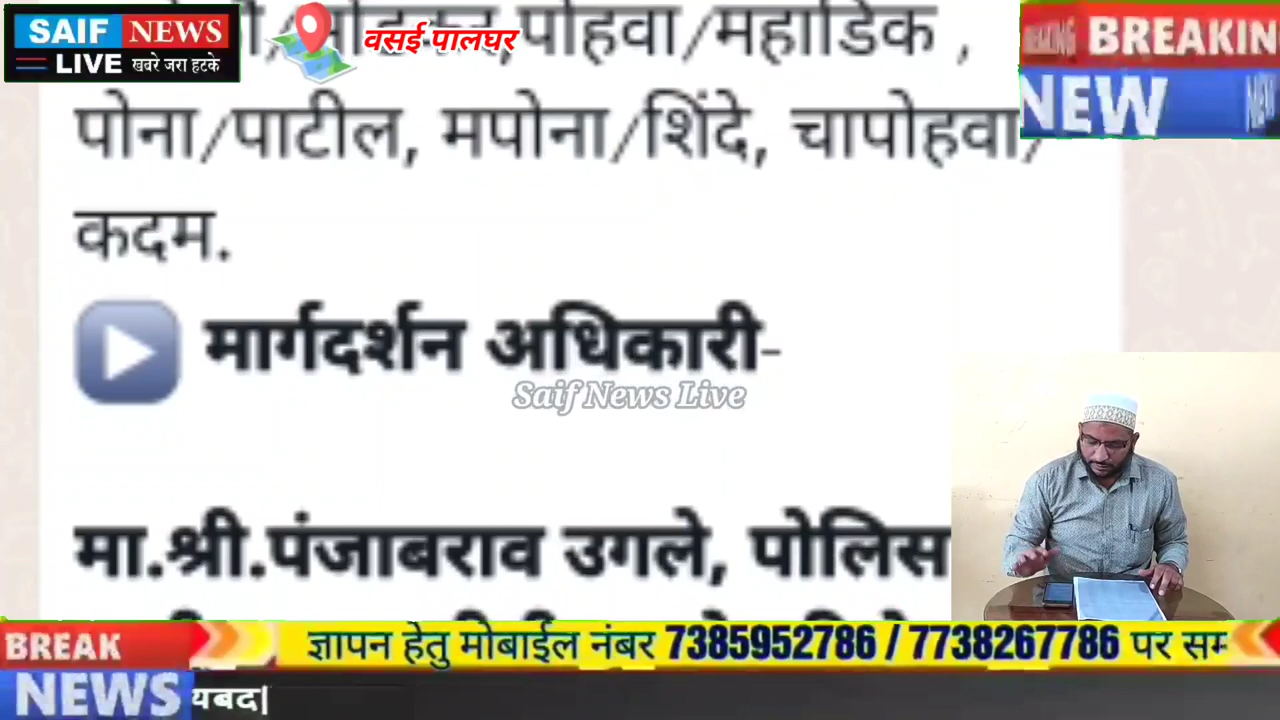 SAIF NEWS
LIVE खबरे जरा हटके
वसई पालघर
पोहवा/महाडिक ,
पोना/पाटील, मपोना/शिंदे, चापोहवा/
कदम.
मार्गदर्शन अधिकारी-
Saif News Live
मा.श्री.पंजाबराव उगले, पोलिस
BREAKIN
NEW
BREAK
NEWS
ज्ञापन हेतु मोबाईल नंबर 7385952786 / 7738267786 पर सम
यबद|